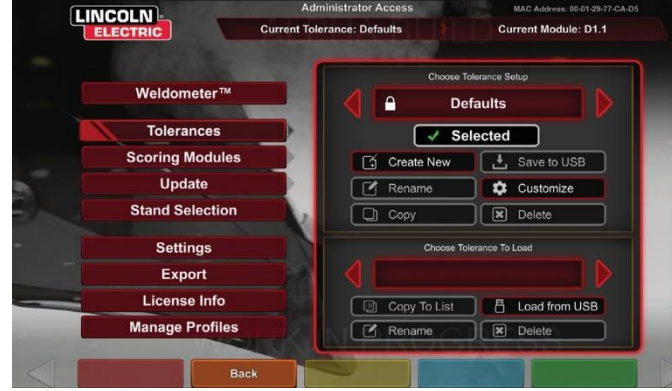 LINCOLN
ELECTRIC
Administrator Access
MAC Address: 00-01-29-77-CA-D5
Current Tolerance: Defaults
Current Module: D1.1
Weldometer™
Tolerances
Scoring Modules
Update
Stand Selection
Settings
Export
License Info
Manage Profiles
Choose Tolerance Setup
Defaults
Selected
Create New
Save to USB
Rename
Customize
Copy
Delete
Choose Tolerance To Load
Copy To List
Load from USB
Rename
Delete
WORK IN PROGRESS
Back